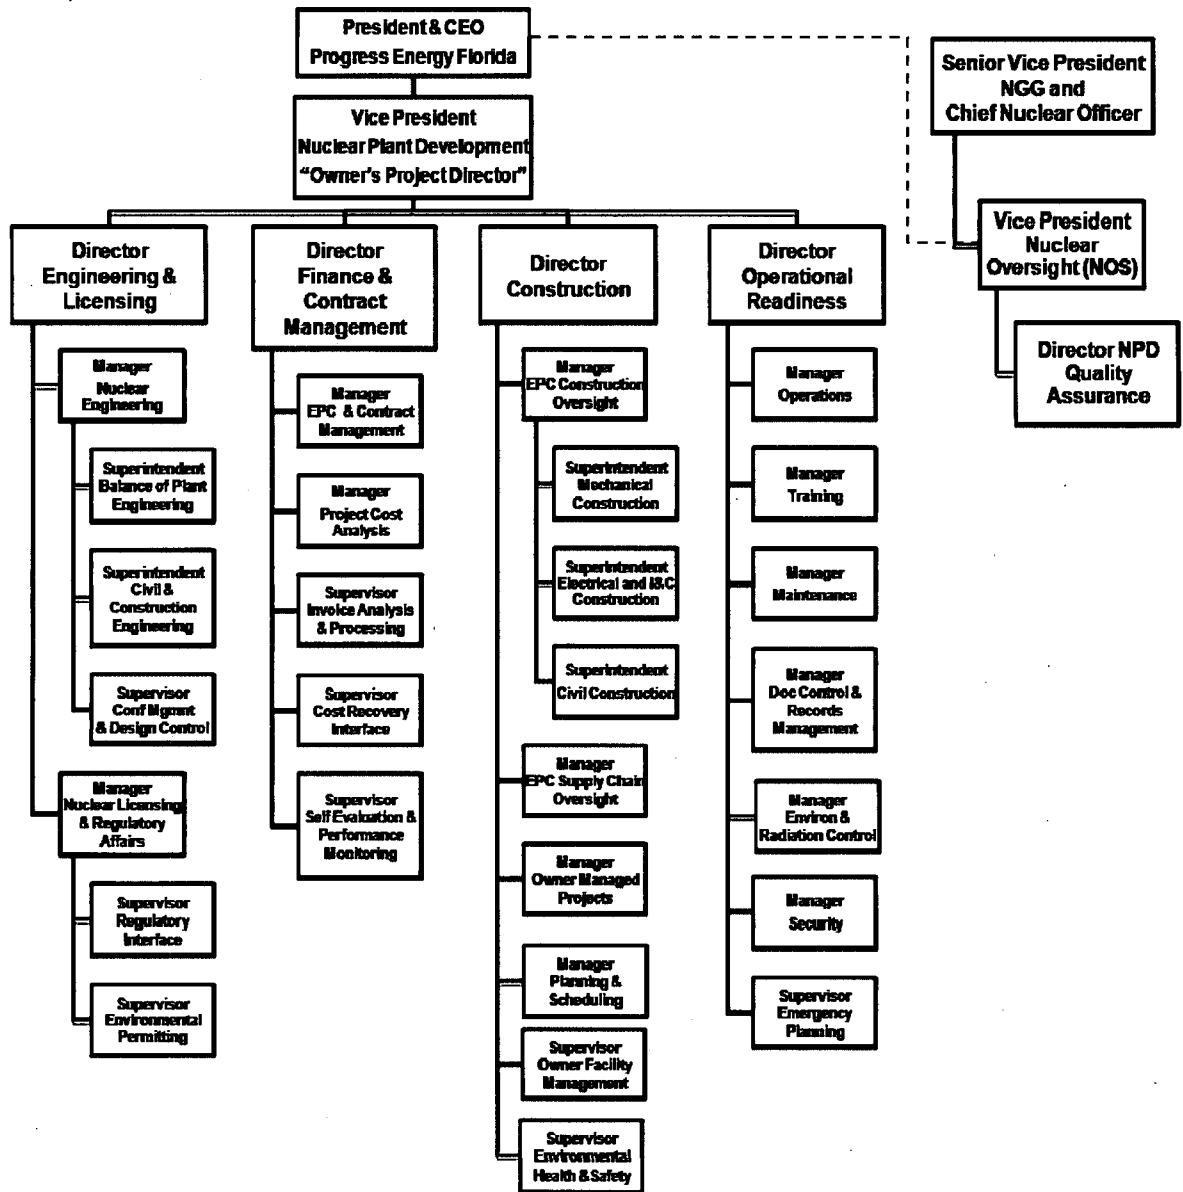 President & CEO
Progress Energy Florida
Vice President
Nuclear Plant Development
"Owner's Project Director"
Senior Vice President
NGG and
Chief Nuclear Officer
Vice President
Nuclear
Oversight (NOS)
Director NPD
Quality
Assurance
Director
Engineering &
Licensing
Manager
Nuclear
Engineering
Superintendent
Balance of Plant
Engineering
Superintendent
Civil &
Construction
Engineering
Supervisor
Conf Mgmnt
& Design Control
Manager
Nuclear Licensing
& Regulatory
Affairs
Supervisor
Regulatory
Interface
Supervisor
Environmental
Permitting
Director
Finance &
Contract
Management
Manager
EPC & Contract
Management
Manager
Project Cost
Analysis
Supervisor
Invoice Analysis
& Processing
Supervisor
Cost Recovery
Interface
Supervisor
Self Evaluation &
Performance
Monitoring
Director
Construction
Manager
EPC Construction
Oversight
Superintendent
Mechanical
Construction
Superintendent
Electrical and I&C
Construction
Superintendent
Civil Construction
Manager
EPC Supply Chain
Oversight
Manager
Owner Managed
Projects
Manager
Planning &
Scheduling
Supervisor
Owner Facility
Management
Supervisor
Environmental
Health & Safety
Director
Operational
Readiness
Manager
Operations
Manager
Training
Manager
Maintenance
Manager
Doc Control &
Records
Management
Manager
Environ &
Radiation Control
Manager
Security
Supervisor
Emergency
Planning